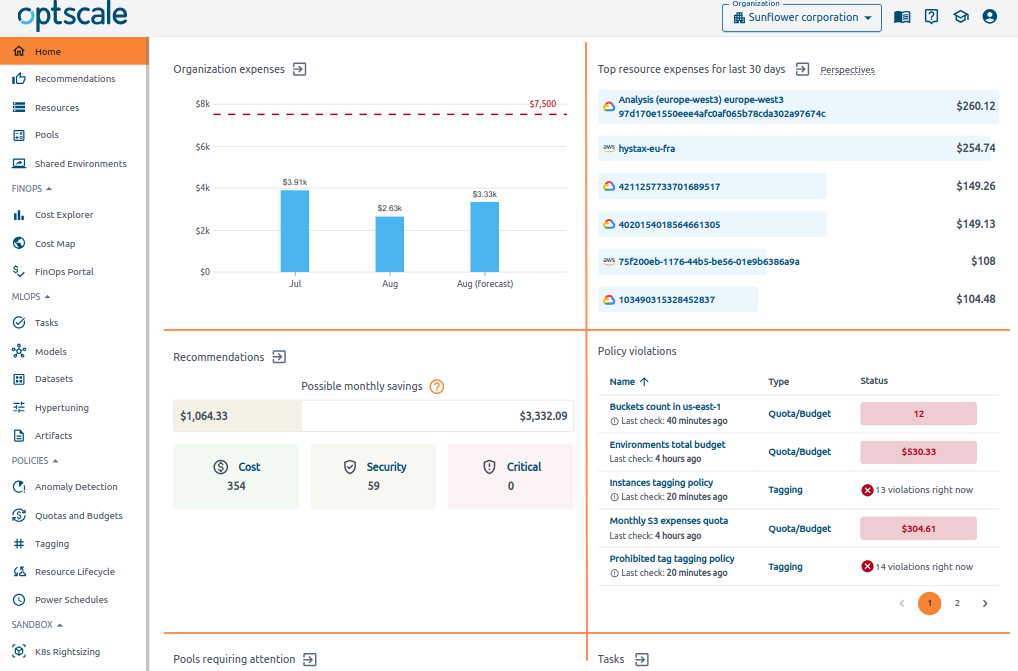 optscale
Organization
Sunflower corporation
Home
Recommendations
Resources
Pools
Shared Environments
FINOPS
Cost Explorer
Cost Map
FinOps Portal
MLOPS
Tasks
Models
Datasets
Hypertuning
Artifacts
POLICIES
Anomaly Detection
Quotas and Budgets
Tagging
Resource Lifecycle
Power Schedules
SANDBOX
K8s Rightsizing
Organization expenses
$8k
$7,500
$6k
$4k
$2k
$0
$3.91k
$2.63k
$3.33k
Jul
Aug
Aug (forecast)
Top resource expenses for last 30 days
Perspectives
Analysis (europe-west3) europe-west3
97d170e1550eee4afc0af065b78cda302a97674c
$260.12
aws hystax-eu-fra
$254.74
4211257733701689517
$149.26
4020154018564661305
$149.13
aws 75f200eb-1176-44b5-be56-01e9b6386a9a
$108
103490315328452837
$104.48
Recommendations
Possible monthly savings
$1,064.33
$3,332.09
Cost
354
Security
59
Critical
0
Policy violations
Name
Type
Status
Buckets count in us-east-1
Last check: 40 minutes ago
Quota/Budget
12
Environments total budget
Last check: 4 hours ago
Quota/Budget
$530.33
Instances tagging policy
Last check: 20 minutes ago
Tagging
13 violations right now
Monthly S3 expenses quota
Last check: 4 hours ago
Quota/Budget
$304.61
Prohibited tag tagging policy
Last check: 20 minutes ago
Tagging
14 violations right now
1
2
Pools requiring attention
Tasks